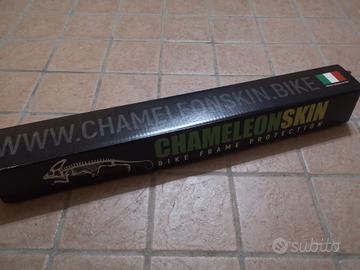 WWW.CHAMELEONSKIN.BIKE
CHAMELEONSKIN
BIKE FRAME PROTECTION
subito